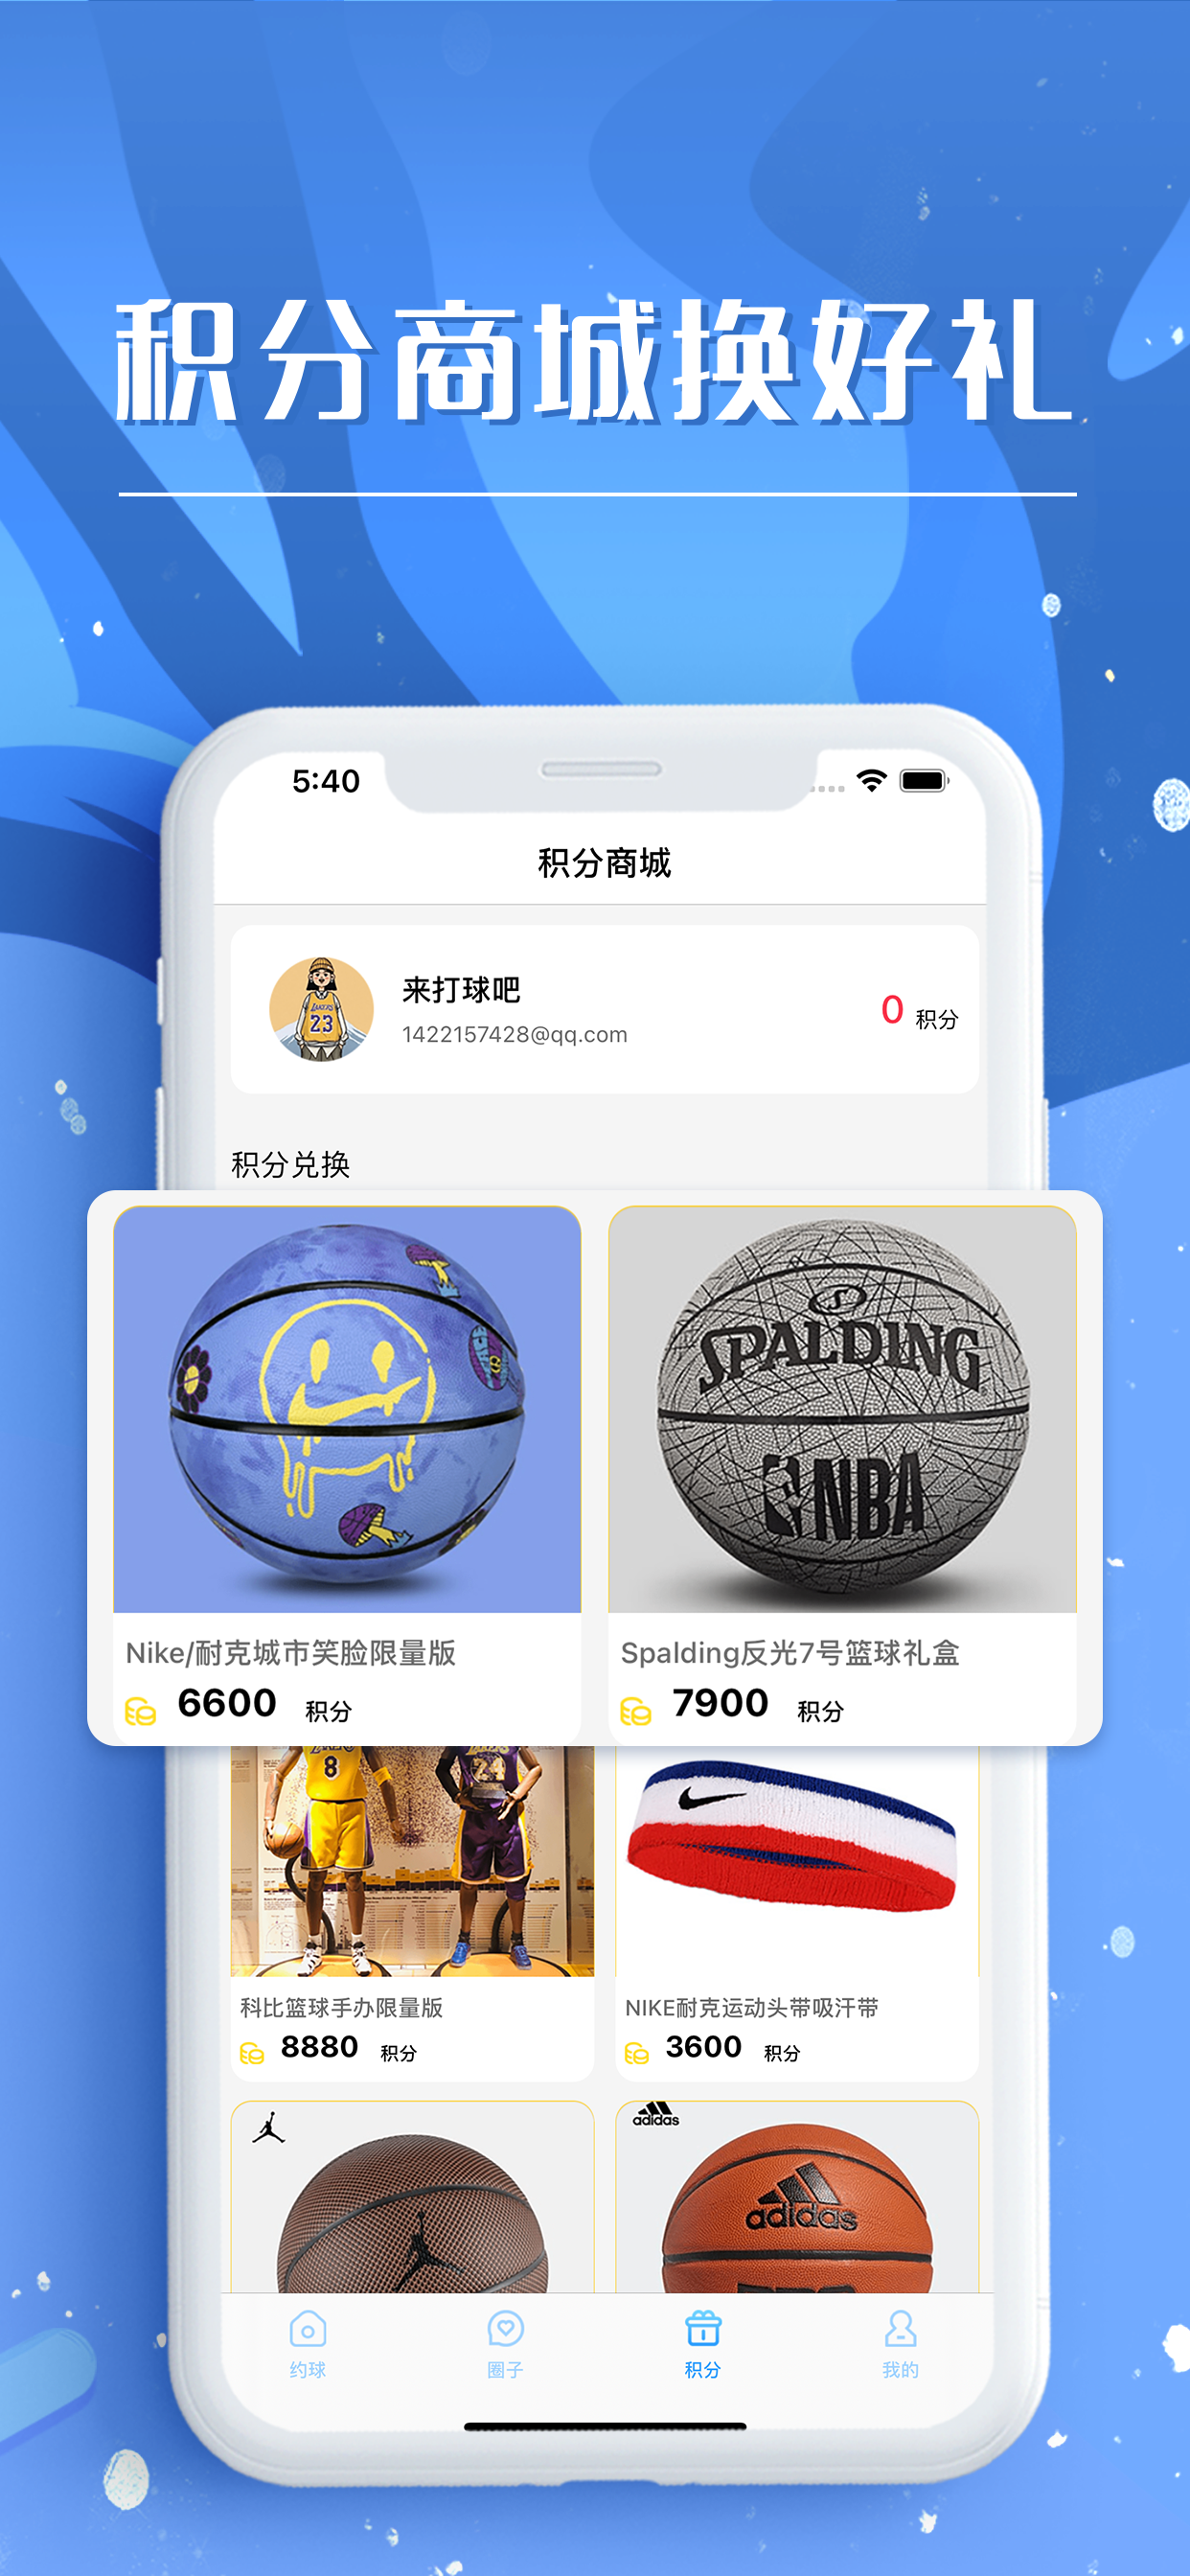 积分商城换好礼
5:40
积分商城
LAKERS
23
来打球吧
1422157428@qq.com
0 积分
积分兑换
SPALDING
NBA
Nike/耐克城市笑脸限量版
6600 积分
Spalding反光7号篮球礼盒
7900 积分
8
24
科比篮球手办限量版
8880 积分
NIKE耐克运动头带吸汗带
3600 积分
adidas
adidas
约球
圈子
积分
我的